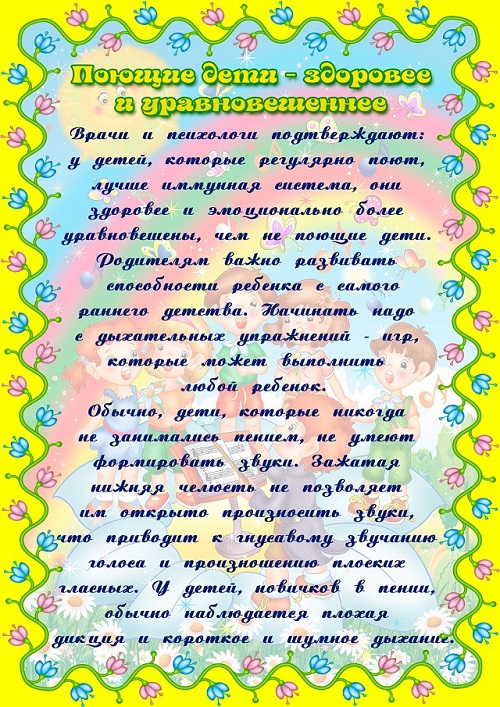 Поющие дети - здоровее
и уравновешеннее
Врачи и психологи подтверждают:
у детей, которые регулярно поют,
лучше иммунная система, они
здоровее и эмоционально более
уравновешены, чем не поющие дети.
Родителям важно развивать
способности ребенка с самого
раннего детства. Начинать надо
с дыхательных упражнений - игр,
которые может выполнить
любой ребенок.
Обычно, дети, которые никогда
не занимались пением, не умеют
формировать звуки. Зажатая
нижняя челюсть не позволяет
им открыто произносить звуки,
что приводит к гнусавому звучанию
голоса и произношению плоских
гласных. У детей, новичков в пении,
обычно наблюдается плохая
дикция и короткое и шумное дыхание.